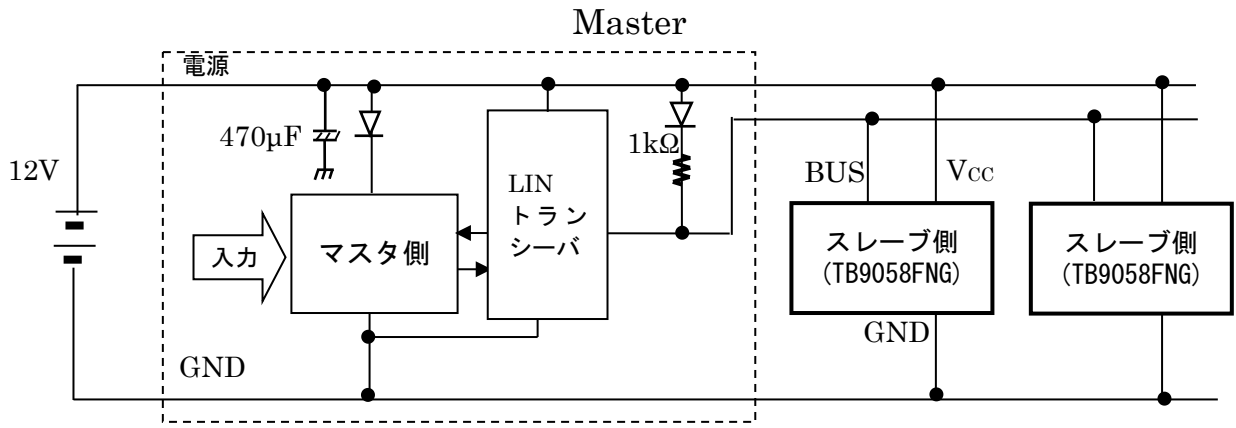 Master
電源
470µF
1kΩ
12V
LIN
トラン
シーバ
BUS
VCC
入力
マスタ側
スレーブ側
(TB9058FNG)
スレーブ側
(TB9058FNG)
GND
GND